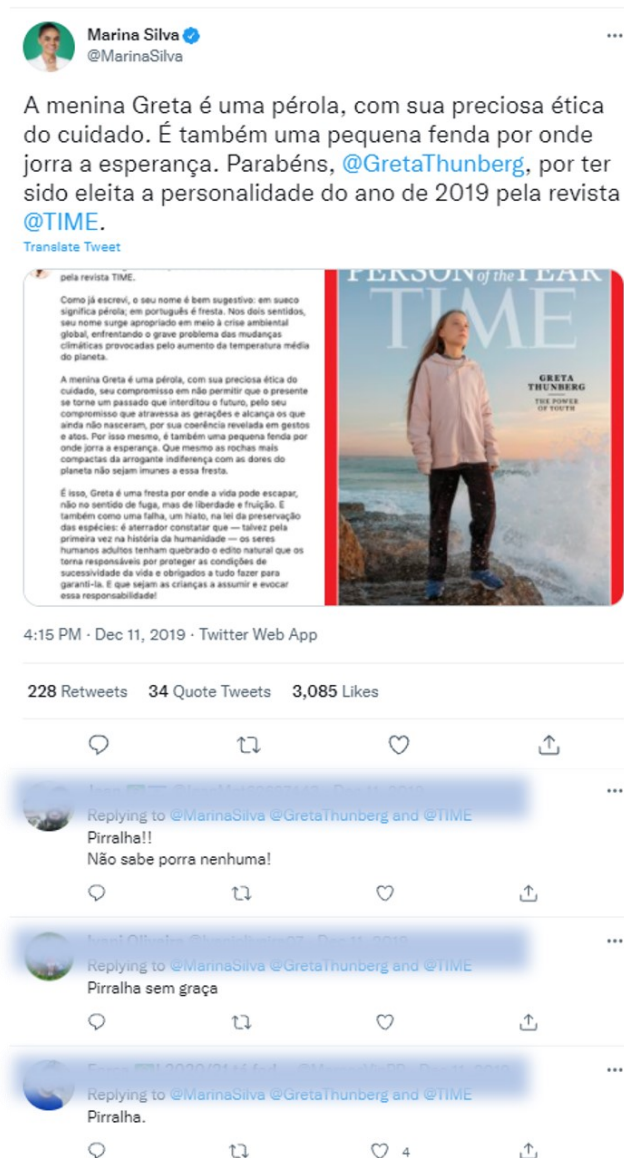 Marina Silva
@MarinaSilva
A menina Greta é uma pérola, com sua preciosa ética
do cuidado. É também uma pequena fenda por onde
jorra a esperança. Parabéns, @GretaThunberg, por ter
sido eleita a personalidade do ano de 2019 pela revista
@TIME.
Translate Tweet
pela revista TIME.
Como já escrevi, o seu nome é bem sugestivo: em sueco
significa pérola; em português é fresta. Nos dois sentidos,
seu nome surge apropriado em meio à crise ambiental
global, enfrentando o grave problema das mudanças
climáticas provocadas pelo aumento da temperatura média
do planeta.
A menina Greta é uma pérola, com sua preciosa ética do
cuidado, seu compromisso em não permitir que o presente
se torne um passado que interditou o futuro, pelo seu
compromisso que atravessa as gerações e alcança os que
ainda não nasceram, por sua coerência revelada em gestos
e atos. Por isso mesmo, é também uma pequena fenda por
onde jorra a esperança. Que mesmo as rochas mais
compactas da arrogante indiferença com as dores do
planeta não sejam imunes a essa fresta.
É isso, Greta é uma fresta por onde a vida pode escapar,
não no sentido de fuga, mas de liberdade e fruição. E
também como uma falha, um hiato, na lei da preservação
das espécies: é aterrador constatar que — talvez pela
primeira vez na história da humanidade — os seres
humanos adultos tenham quebrado o edito natural que os
torna responsáveis por proteger as condições de
sucessividade da vida e obrigados a tudo fazer para
garanti-la. E que sejam as crianças a assumir e evocar
essa responsabilidade!
PERSON of the YEAR
TIME
GRETA
THUNBERG
THE POWER
OF YOUTH
4:15 PM · Dec 11, 2019 · Twitter Web App
228 Retweets 34 Quote Tweets 3,085 Likes
Replying to @MarinaSilva @GretaThunberg and @TIME
Pirralha!!
Não sabe porra nenhuma!
Replying to @MarinaSilva @GretaThunberg and @TIME
Pirralha sem graça
Replying to @MarinaSilva @GretaThunberg and @TIME
Pirralha.
4